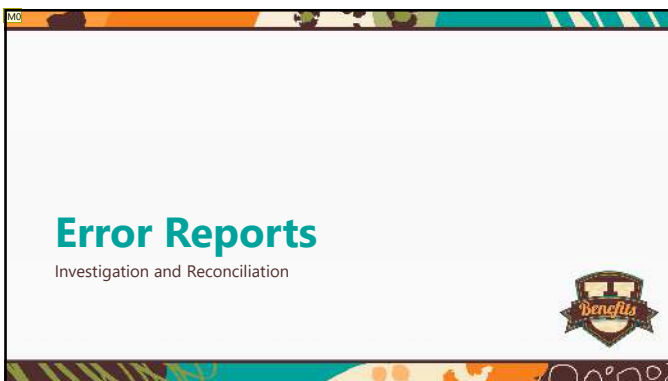 M0
Error Reports
Investigation and Reconciliation
U
Benefits